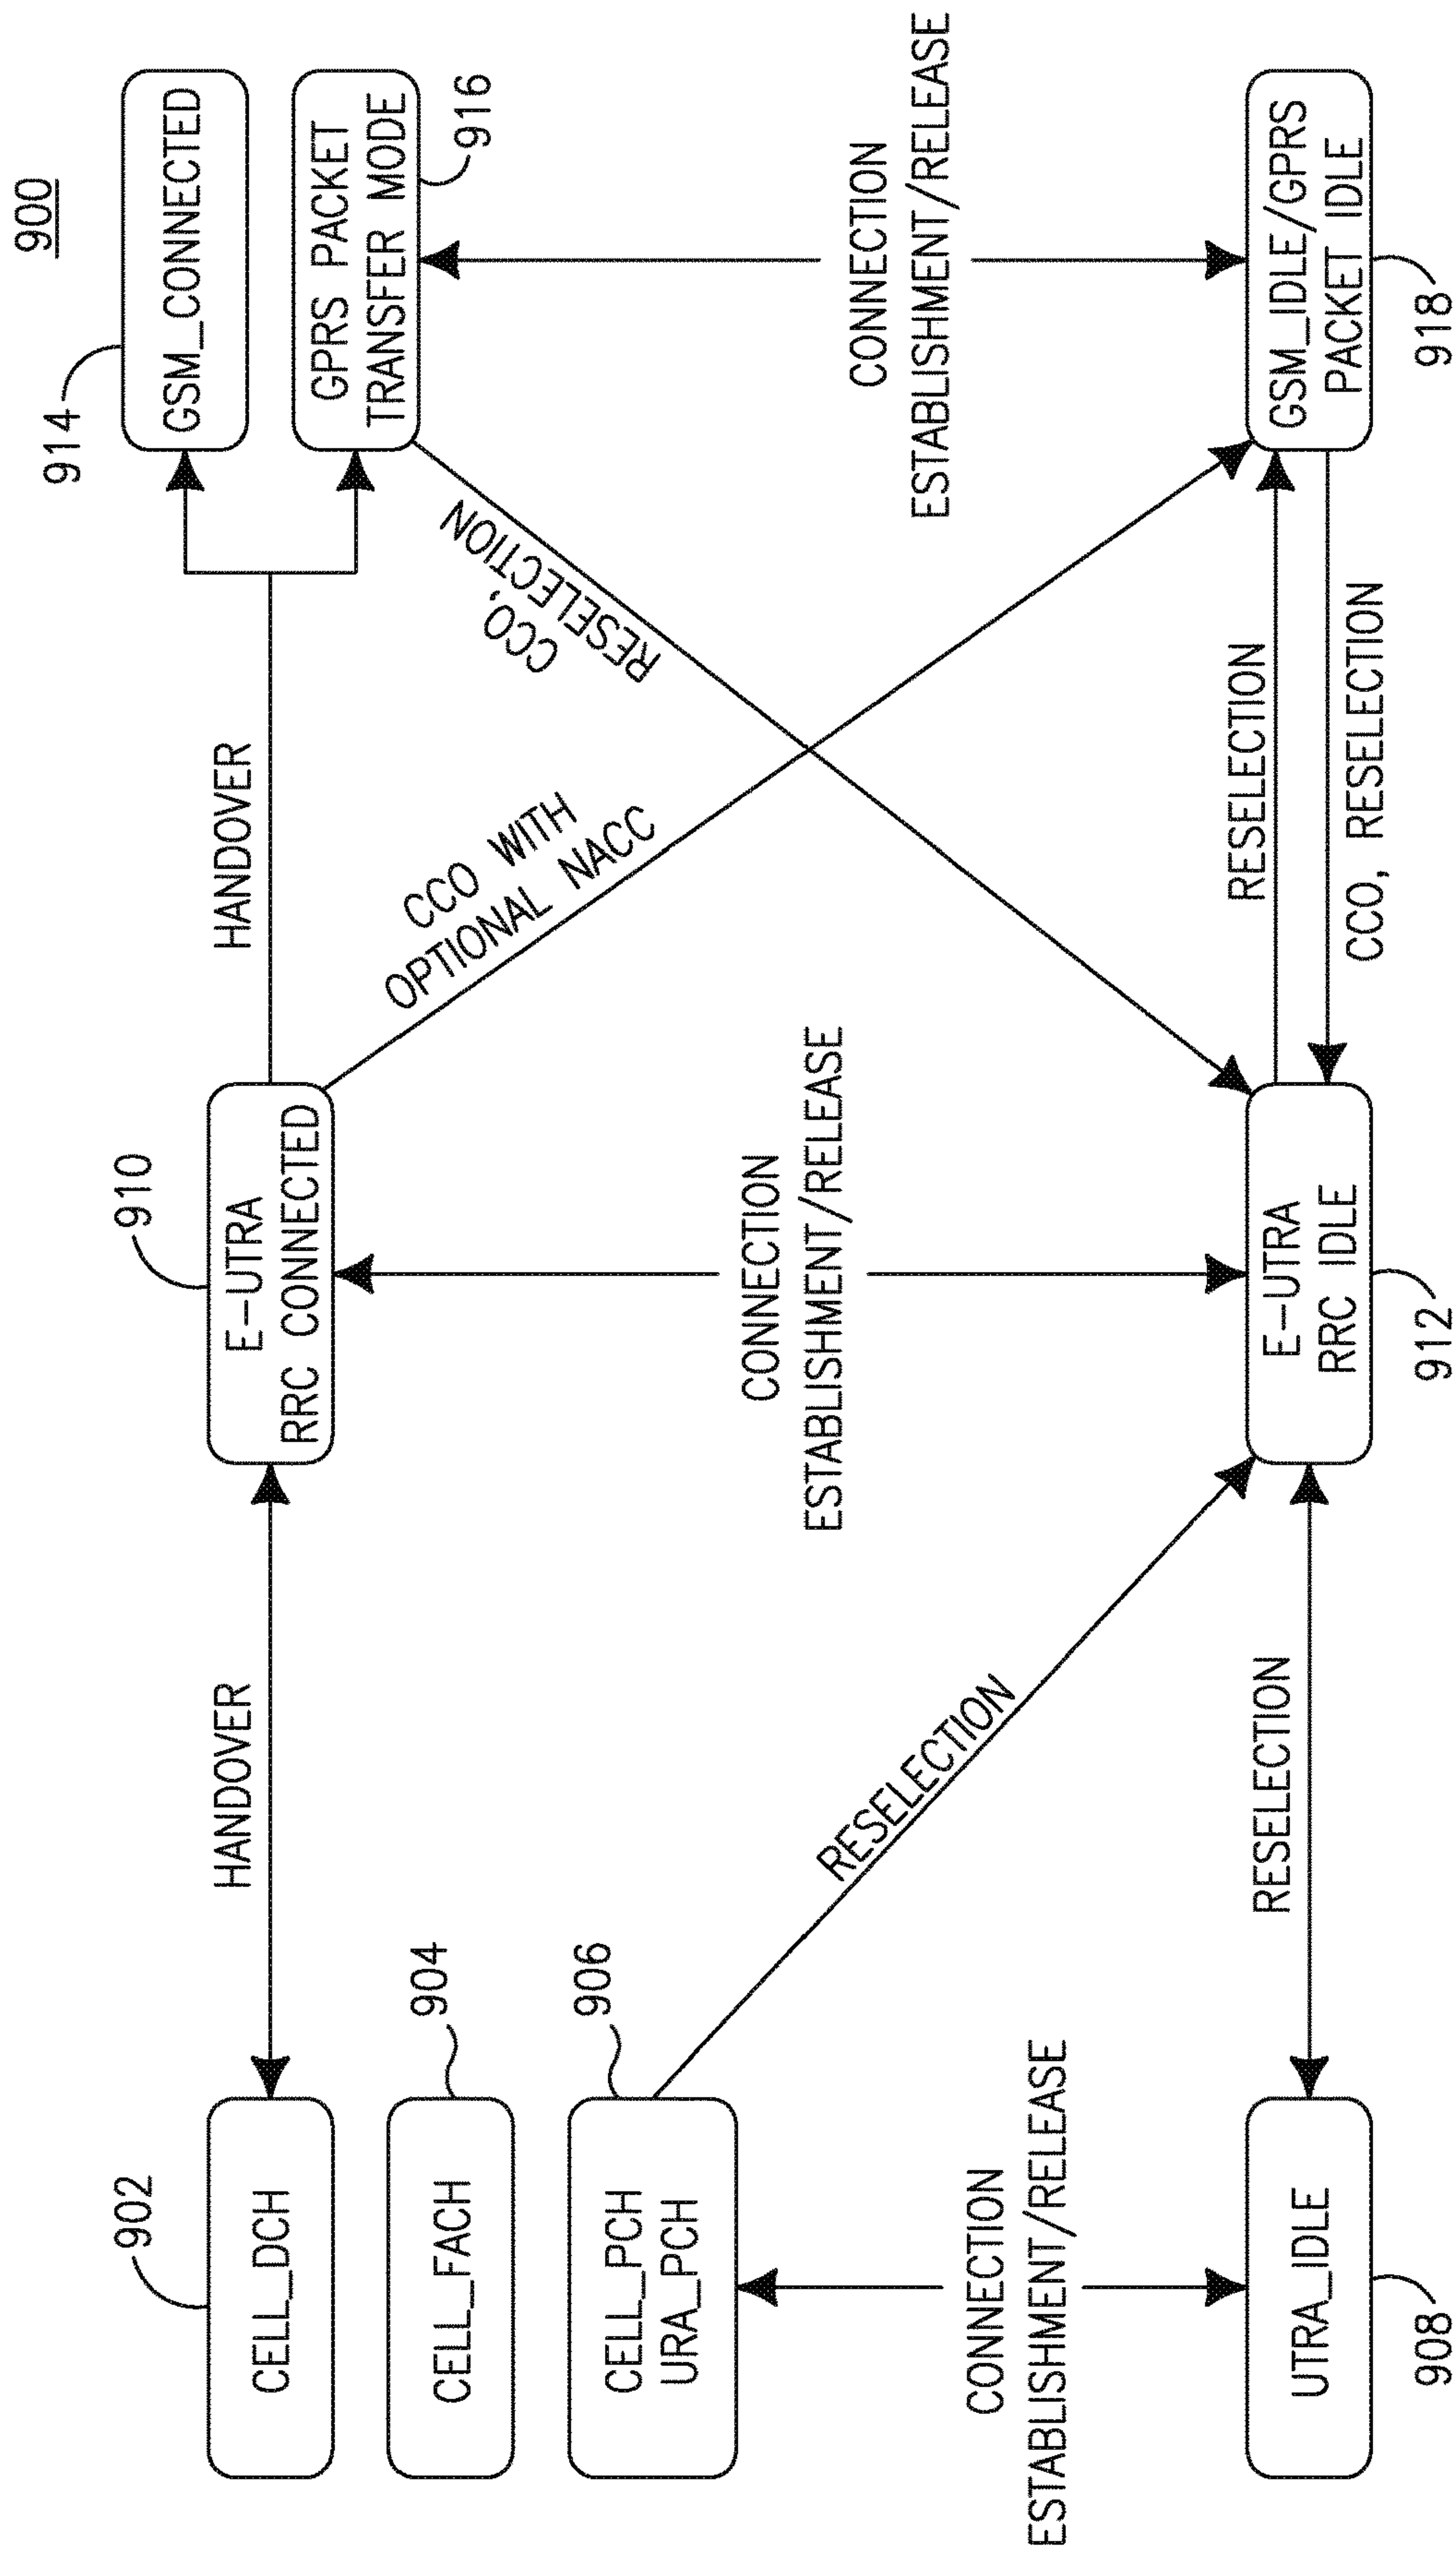 900
902
CELL_DCH
904
CELL_FACH
906
CELL_PCH
URA_PCH
CONNECTION
ESTABLISHMENT/RELEASE
UTRA_IDLE
908
HANDOVER
RESELECTION
RESELECTION
910
E-UTRA
RRC CONNECTED
CONNECTION
ESTABLISHMENT/RELEASE
E-UTRA
RRC IDLE
912
HANDOVER
CCO WITH
OPTIONAL NACC
CCO,
RESELECTION
RESELECTION
CCO, RESELECTION
914
GSM_CONNECTED
GPRS PACKET
TRANSFER MODE
916
CONNECTION
ESTABLISHMENT/RELEASE
GSM_IDLE/GPRS
PACKET IDLE
918